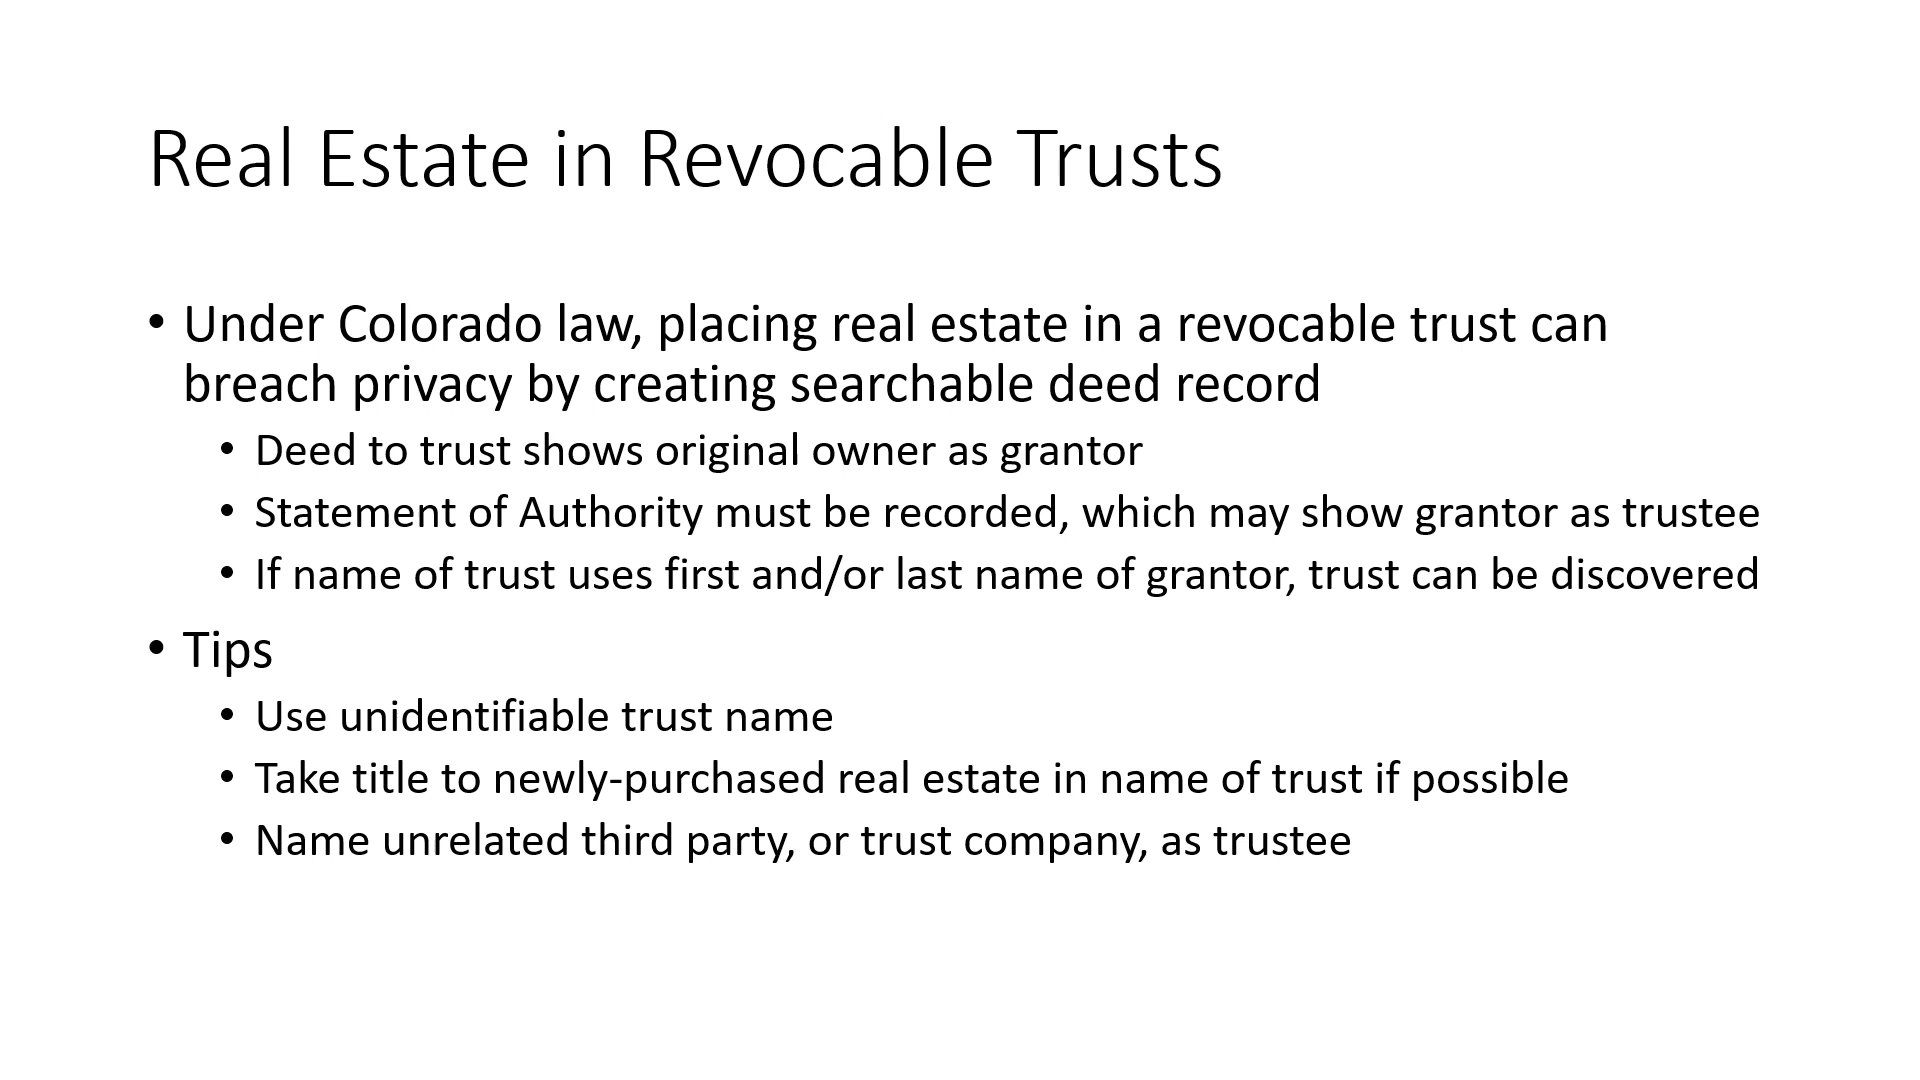 Real Estate in Revocable Trusts
• Under Colorado law, placing real estate in a revocable trust can
breach privacy by creating searchable deed record
• Deed to trust shows original owner as grantor
• Statement of Authority must be recorded, which may show grantor as trustee
• If name of trust uses first and/or last name of grantor, trust can be discovered
• Tips
• Use unidentifiable trust name
• Take title to newly-purchased real estate in name of trust if possible
• Name unrelated third party, or trust company, as trustee